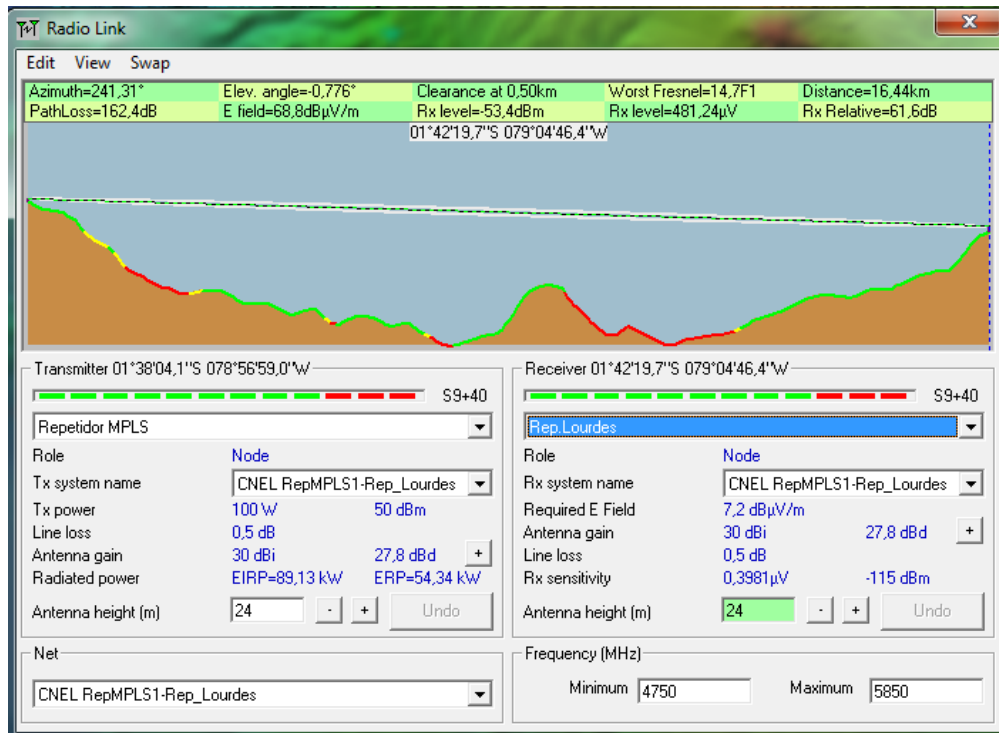 Radio Link
Edit View Swap
Azimuth=241,31° Elev. angle=-0,776° Clearance at 0,50km Worst Fresnel=14,7F1 Distance=16,44km
PathLoss=162,4dB E field=68,8dBµV/m Rx level=-53,4dBm Rx level=481,24µV Rx Relative=61,6dB
01°42'19,7"S 079°04'46,4"W
Transmitter 01°38'04,1"S 078°56'59,0"W
S9+40
Repetidor MPLS
Role Node
Tx system name CNEL RepMPLS1-Rep_Lourdes
Tx power 100 W 50 dBm
Line loss 0,5 dB
Antenna gain 30 dBi 27,8 dBd +
Radiated power EIRP=89,13 kW ERP=54,34 kW
Antenna height (m) 24 - + Undo
Net
CNEL RepMPLS1-Rep_Lourdes
Receiver 01°42'19,7"S 079°04'46,4"W
S9+40
Rep.Lourdes
Role Node
Rx system name CNEL RepMPLS1-Rep_Lourdes
Required E Field 7,2 dBµV/m
Antenna gain 30 dBi 27,8 dBd +
Line loss 0,5 dB
Rx sensitivity 0,3981µV -115 dBm
Antenna height (m) 24 - + Undo
Frequency (MHz)
Minimum 4750 Maximum 5850